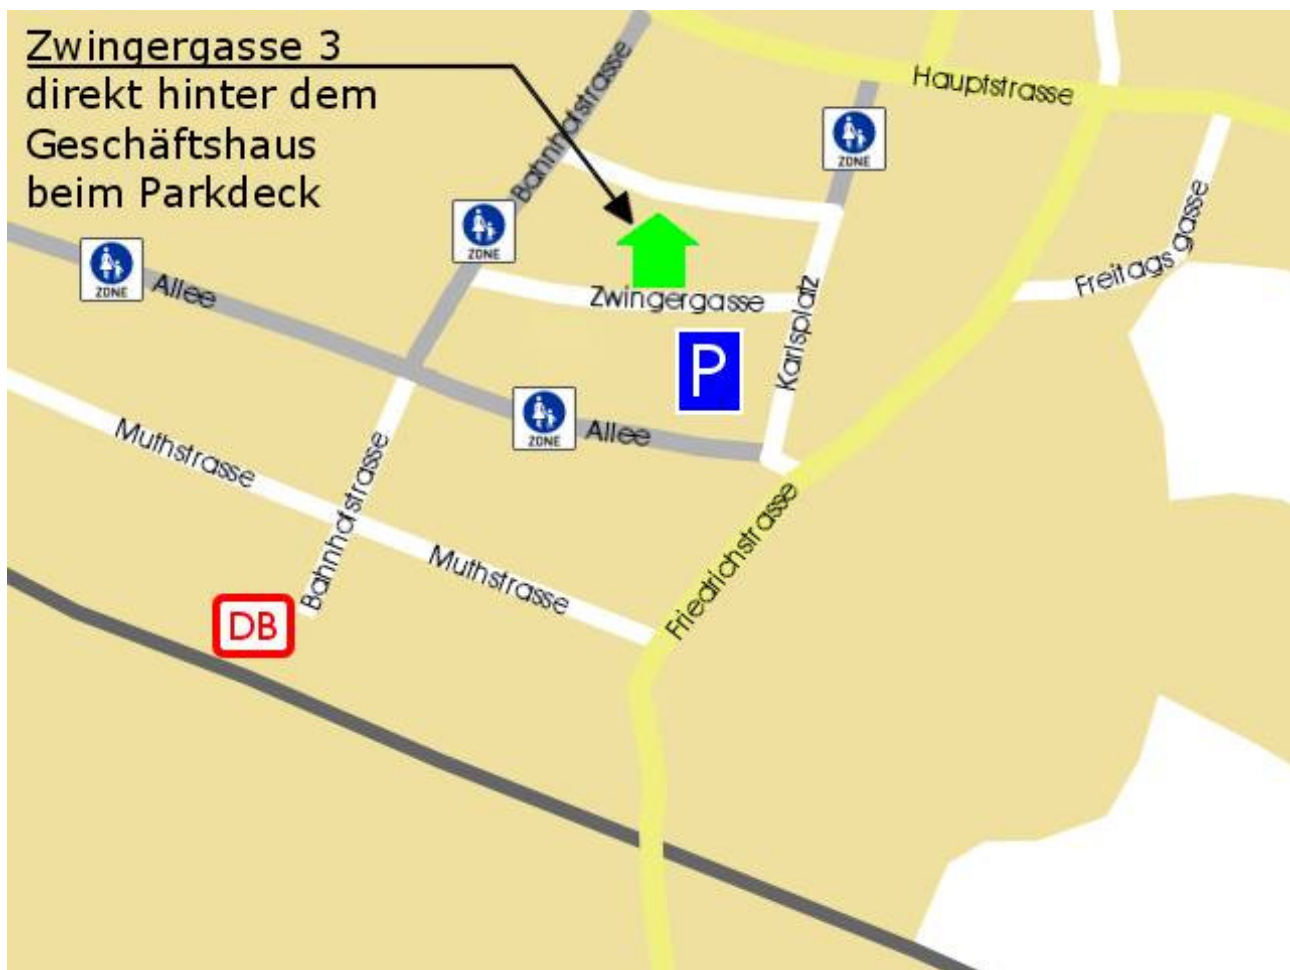 Zwingergasse 3
direkt hinter dem
Geschäftshaus
beim Parkdeck
Bahnhofstrasse
Hauptstrasse
ZONE
ZONE
ZONE
Allee
Freitagsgasse
Zwingergasse
Karlsplatz
P
ZONE
Allee
Muthstrasse
Bahnhofstrasse
Muthstrasse
Friedrichstrasse
DB